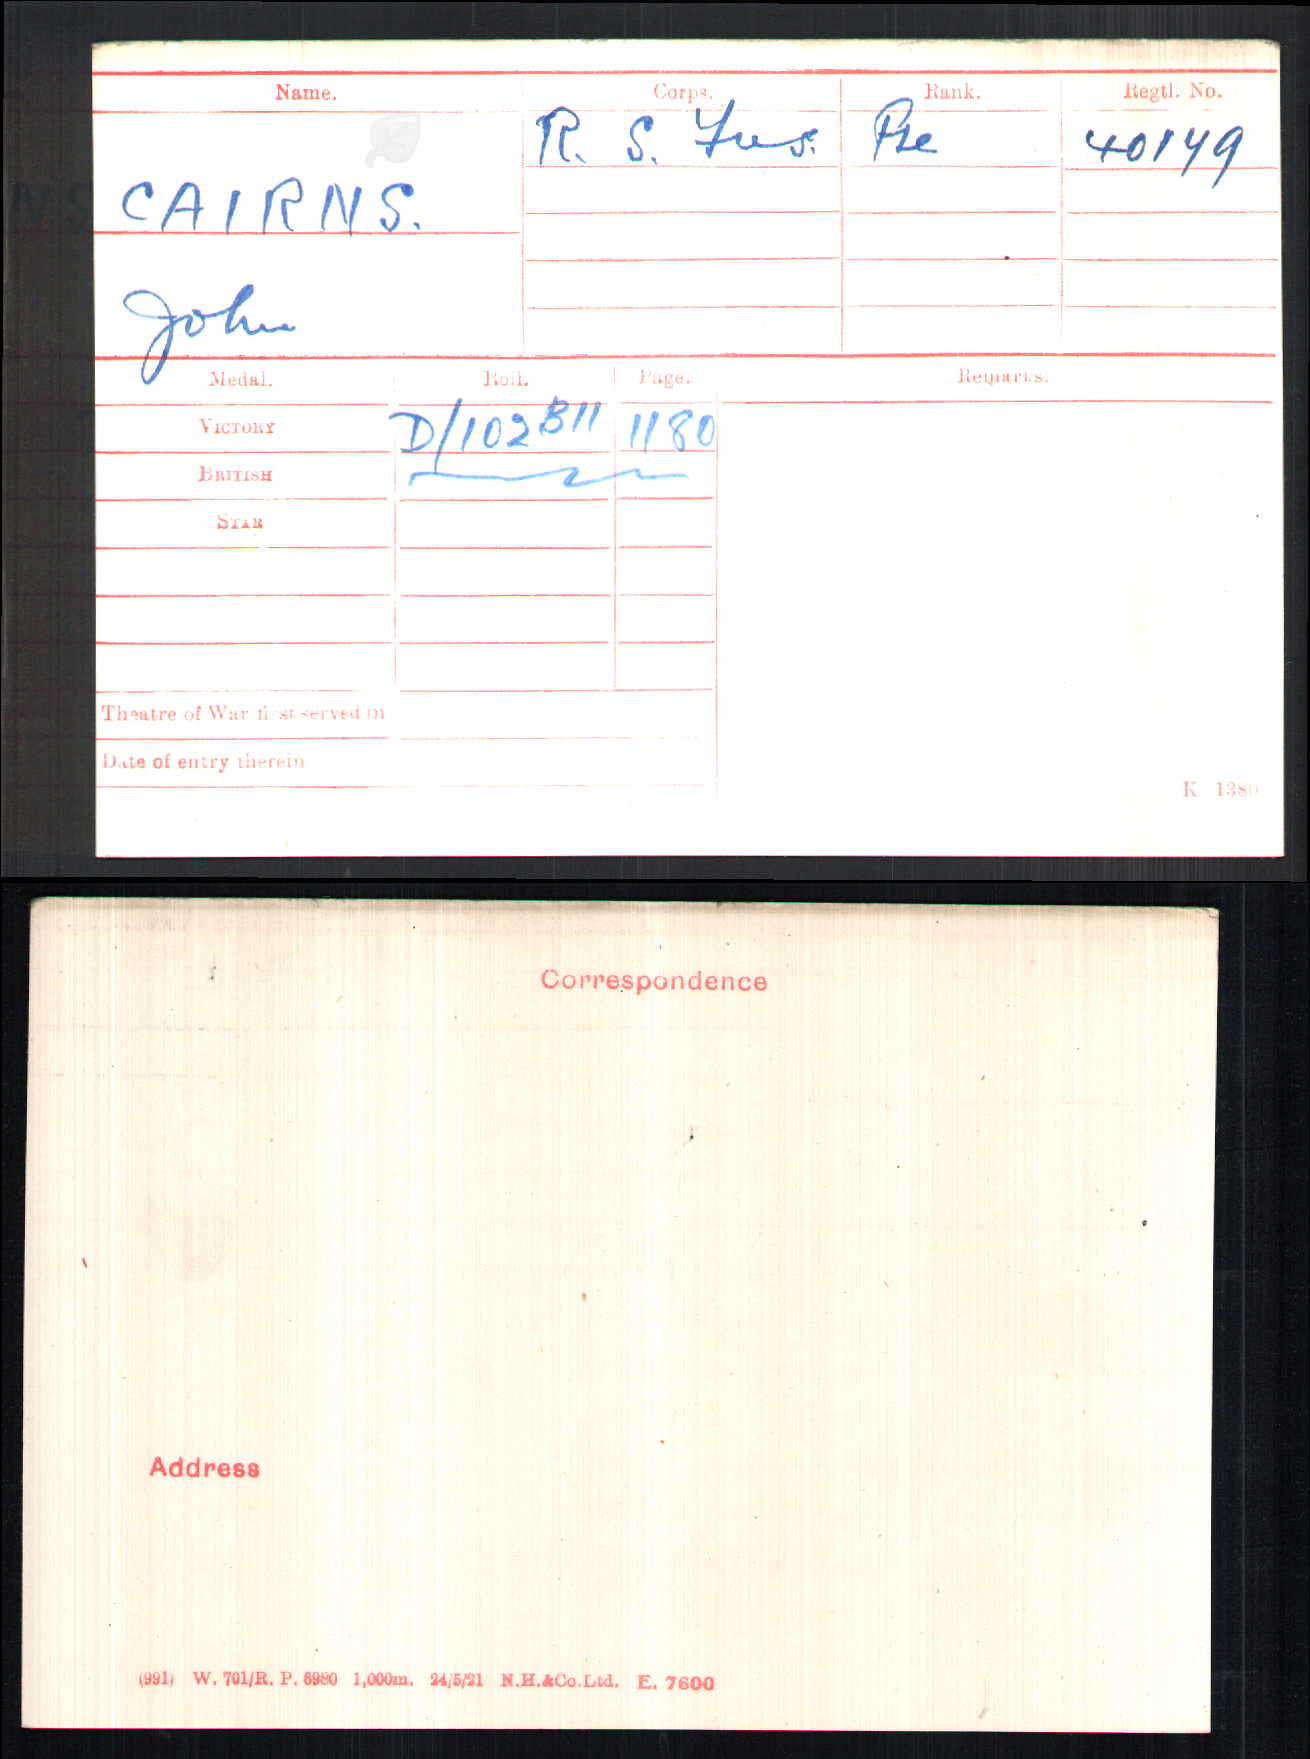 Name. Corps. Rank. Regtl. No.
R. S. Fus. Pte 40149
CAIRNS.
John
Medal. Roll. Page. Remarks.
VICTORY D/102 B11 1180
BRITISH
STAR
Theatre of War first served in
Date of entry therein
K 1380
Correspondence
Address
(991) W. 701/R. P. 6980 1,000m. 24/5/21 N.H.&Co.Ltd. E. 7600